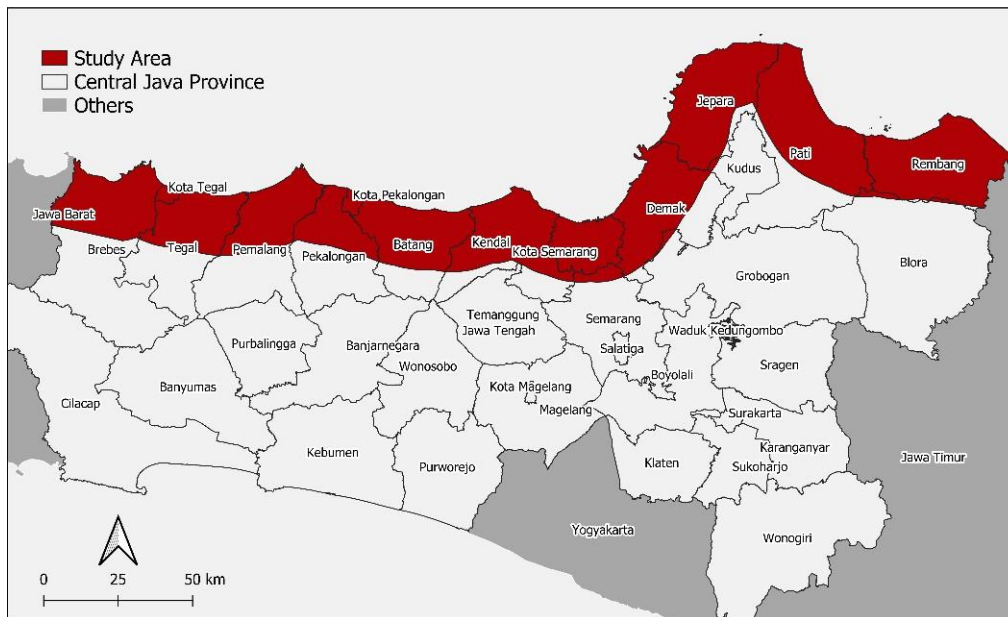 Study Area
Central Java Province
Others
Jepara
Pati
Rembang
Kudus
Kota Tegal
Kota Pekalongan
Demak
Jawa Barat
Brebes
Tegal
Pemalang
Pekalongan
Batang
Kendal
Kota Semarang
Grobogan
Blora
Temanggung
Jawa Tengah
Semarang
Waduk Kedungombo
Purbalingga
Banjarnegara
Wonosobo
Salatiga
Sragen
Cilacap
Banyumas
Kota Magelang
Boyolali
Magelang
Surakarta
Kebumen
Purworejo
Klaten
Karanganyar
Sukoharjo
Jawa Timur
Yogyakarta
Wonogiri
0 25 50 km